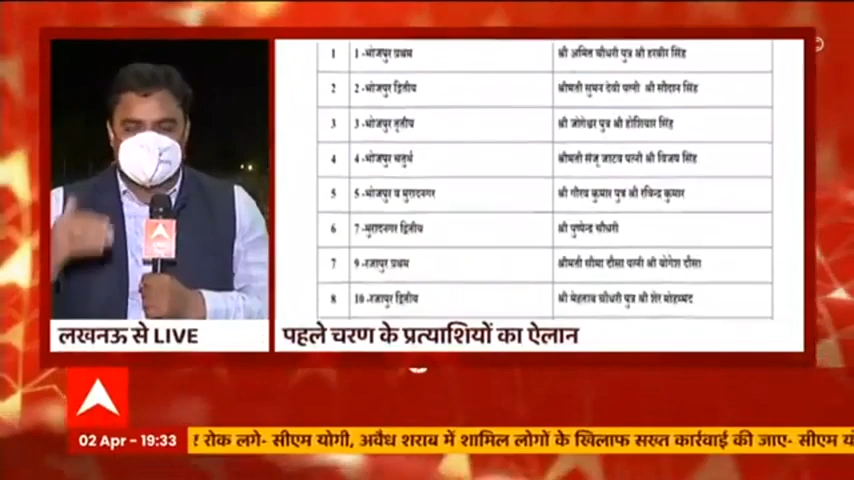 1 1-भोजपुर प्रथम श्री अमित चौधरी पुत्र श्री हरबीर सिंह
2 2-भोजपुर द्वितीय श्रीमती सुमन देवी पत्नी श्री सौदान सिंह
3 3-भोजपुर तृतीय श्री जोगेश्वर पुत्र श्री होशियार सिंह
4 4-भोजपुर चतुर्थ श्रीमती संजू जाटव पत्नी श्री विजय सिंह
5 5-भोजपुर व मुरादनगर श्री गौरव कुमार पुत्र श्री रविन्द्र कुमार
6 7-मुरादनगर द्वितीय श्री पुष्पेन्द्र चौधरी
7 9-रजापुर प्रथम श्रीमती सीमा दौसा पत्नी श्री योगेश दौसा
8 10-रजापुर द्वितीय श्री मेहताब चौधरी पुत्र श्री शेर मोहम्मद
लखनऊ से LIVE
पहले चरण के प्रत्याशियों का ऐलान
02 Apr - 19:33
रोक लगे- सीएम योगी, अवैध शराब में शामिल लोगों के खिलाफ सख्त कार्रवाई की जाए- सीएम